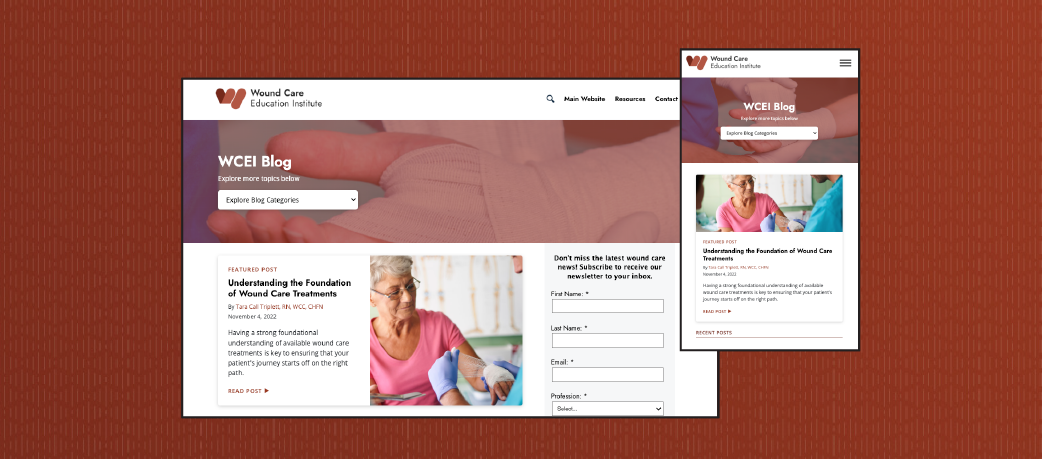 Wound Care
Education Institute
Main Website Resources Contact
WCEI Blog
Explore more topics below
Explore Blog Categories
FEATURED POST
Understanding the Foundation
of Wound Care Treatments
By Tara Call Triplett, RN, WCC, CHFN
November 4, 2022
Having a strong foundational
understanding of available wound care
treatments is key to ensuring that your
patient's journey starts off on the right
path.
READ POST
Don't miss the latest wound care
news! Subscribe to receive our
newsletter to your inbox.
First Name: *
Last Name: *
Email: *
Profession: *
Select...
Wound Care
Education Institute
WCEI Blog
Explore more topics below
Explore Blog Categories
FEATURED POST
Understanding the Foundation of Wound Care
Treatments
By Tara Call Triplett, RN, WCC, CHFN
November 4, 2022
Having a strong foundational understanding of available
wound care treatments is key to ensuring that your patient's
journey starts off on the right path.
READ POST
RECENT POSTS